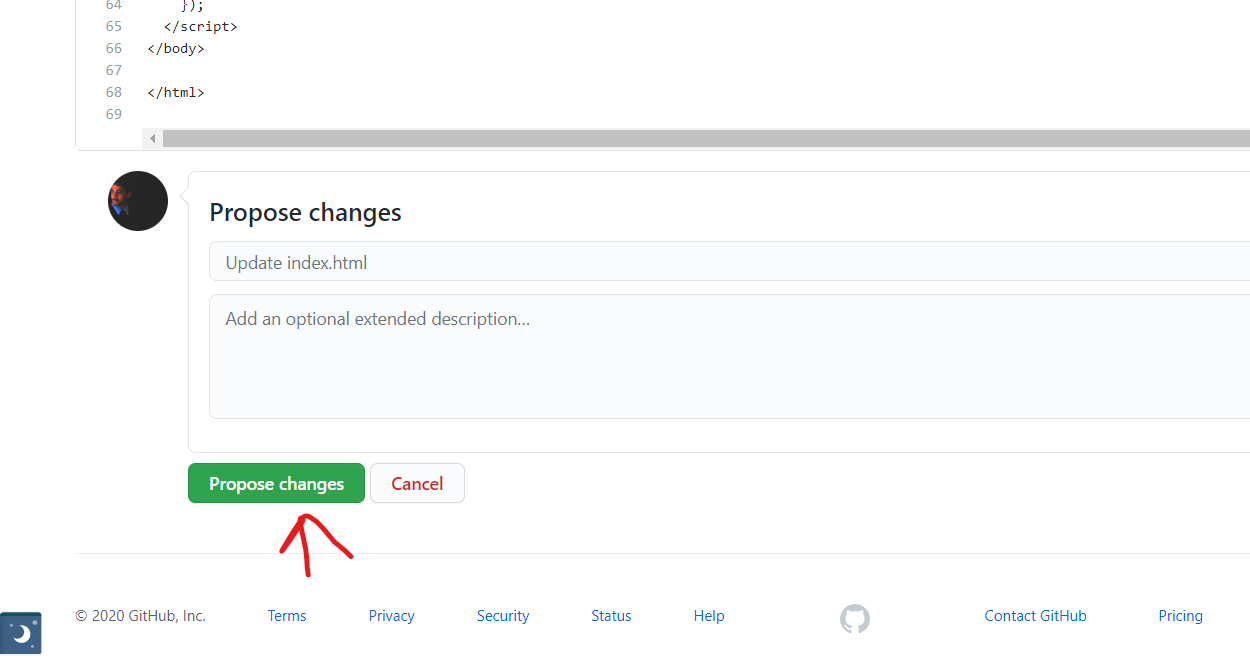 64 });
65 </script>
66 </body>
67
68 </html>
69
Propose changes
Update index.html
Add an optional extended description...
Propose changes Cancel
© 2020 GitHub, Inc. Terms Privacy Security Status Help Contact GitHub Pricing